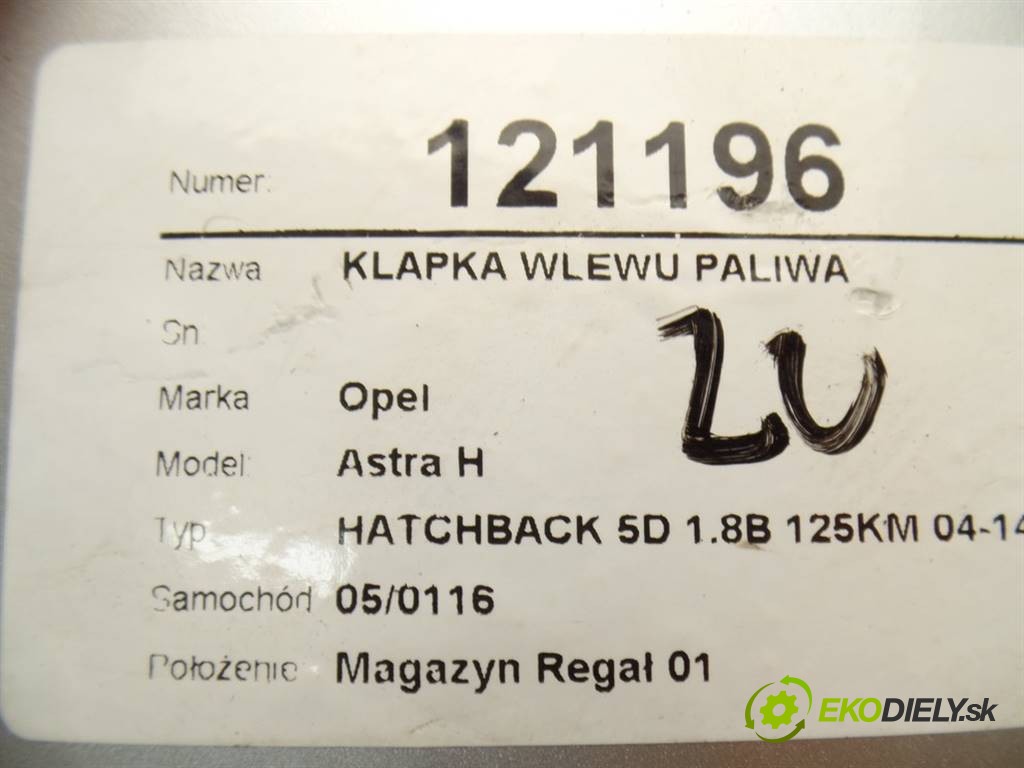 Numer: 121196
Nazwa KLAPKA WLEWU PALIWA
Sn
ZU
Marka Opel
Model: Astra H
Typ HATCHBACK 5D 1.8B 125KM 04-14
Samochód 05/0116
Położenie Magazyn Regał 01
EKODIELY.sk